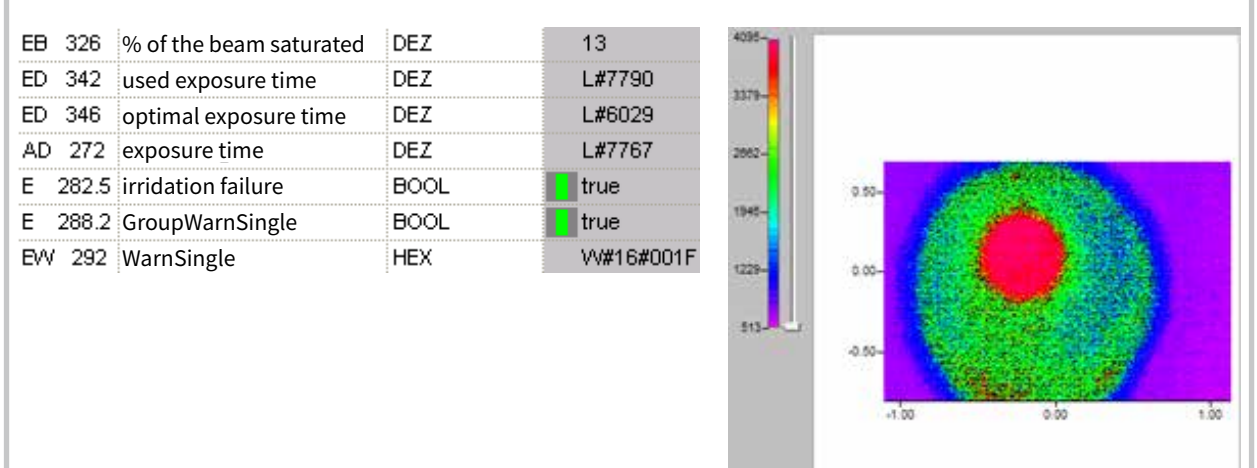 EB 326 % of the beam saturated DEZ 13
ED 342 used exposure time DEZ L#7790
ED 346 optimal exposure time DEZ L#6029
AD 272 exposure time DEZ L#7767
E 282.5 irridation failure BOOL true
E 288.2 GroupWarnSingle BOOL true
EW 292 WarnSingle HEX W#16#001F
4095
3379
2662
1945
1229
513
0.50
0.00
-0.50
-1.00 0.00 1.00